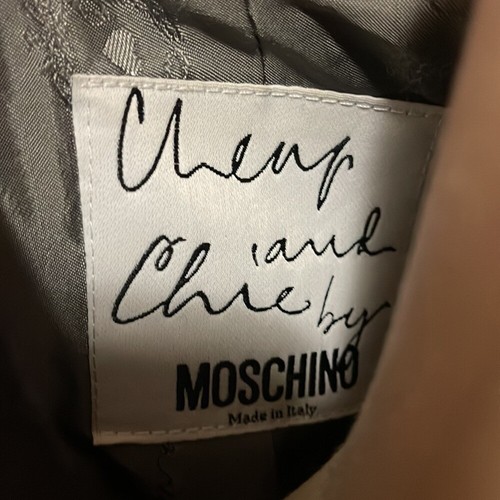 Cheap
and
Chic by
MOSCHINO
Made in Italy